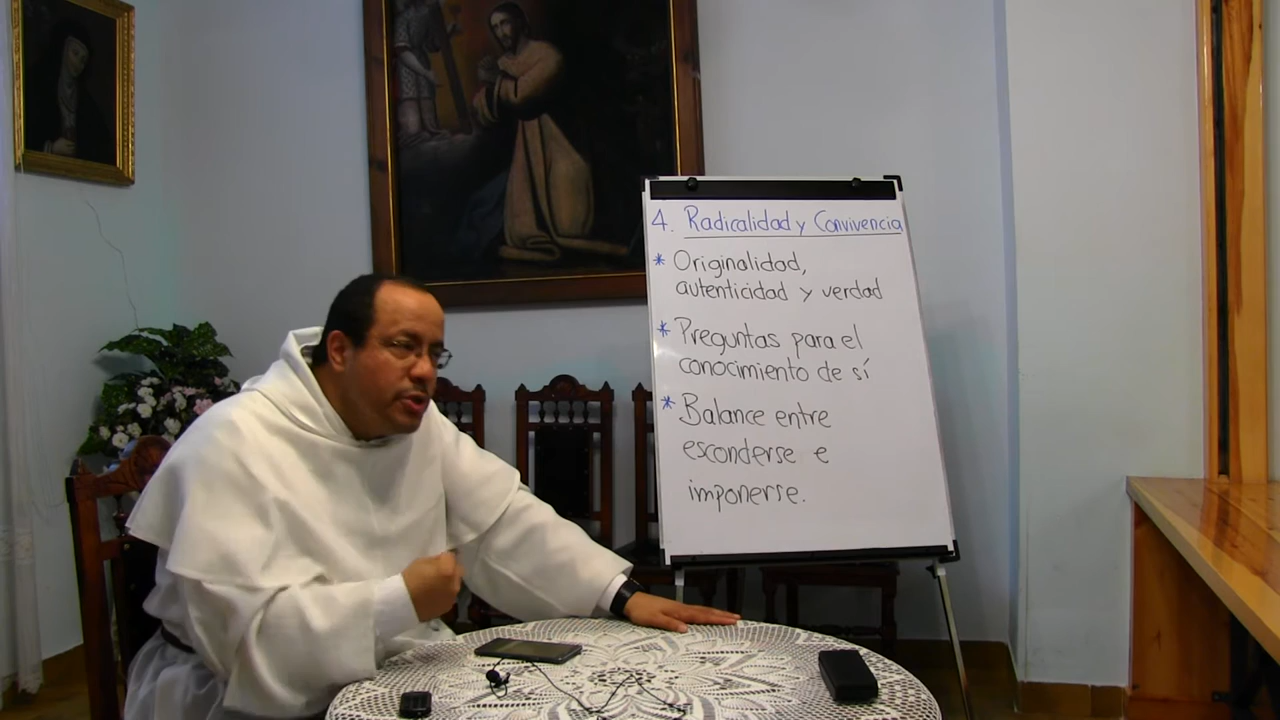 4. Radicalidad y Convivencia
* Originalidad,
autenticidad y verdad
* Preguntas para el
conocimiento de sí
* Balance entre
esconderse e
imponerse.